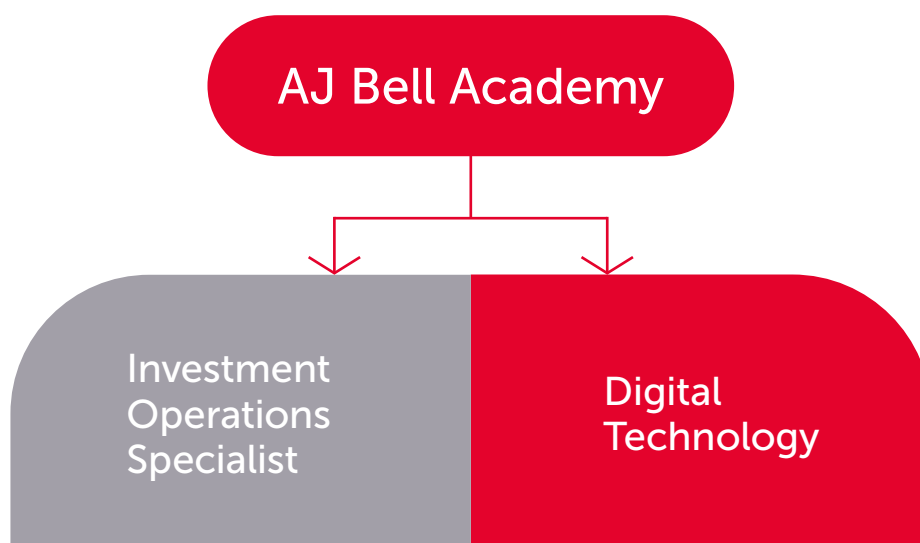 AJ Bell Academy
Investment
Operations
Specialist
Digital
Technology